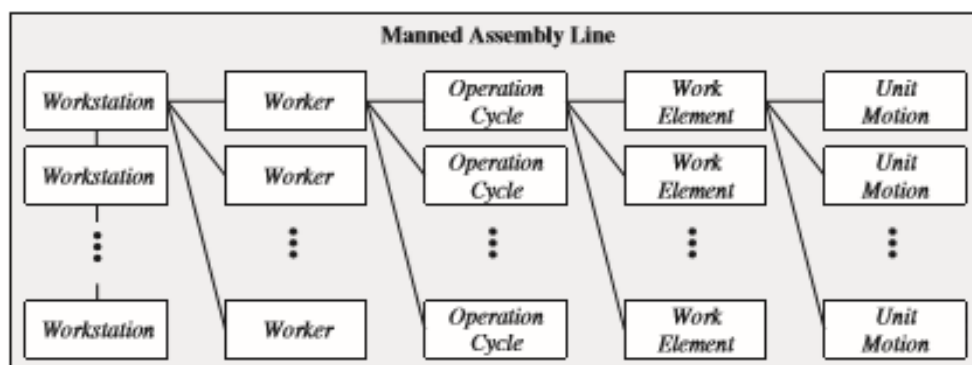 Manned Assembly Line
Workstation
Worker
Operation
Cycle
Work
Element
Unit
Motion
Workstation
Worker
Operation
Cycle
Work
Element
Unit
Motion
Workstation
Worker
Operation
Cycle
Work
Element
Unit
Motion